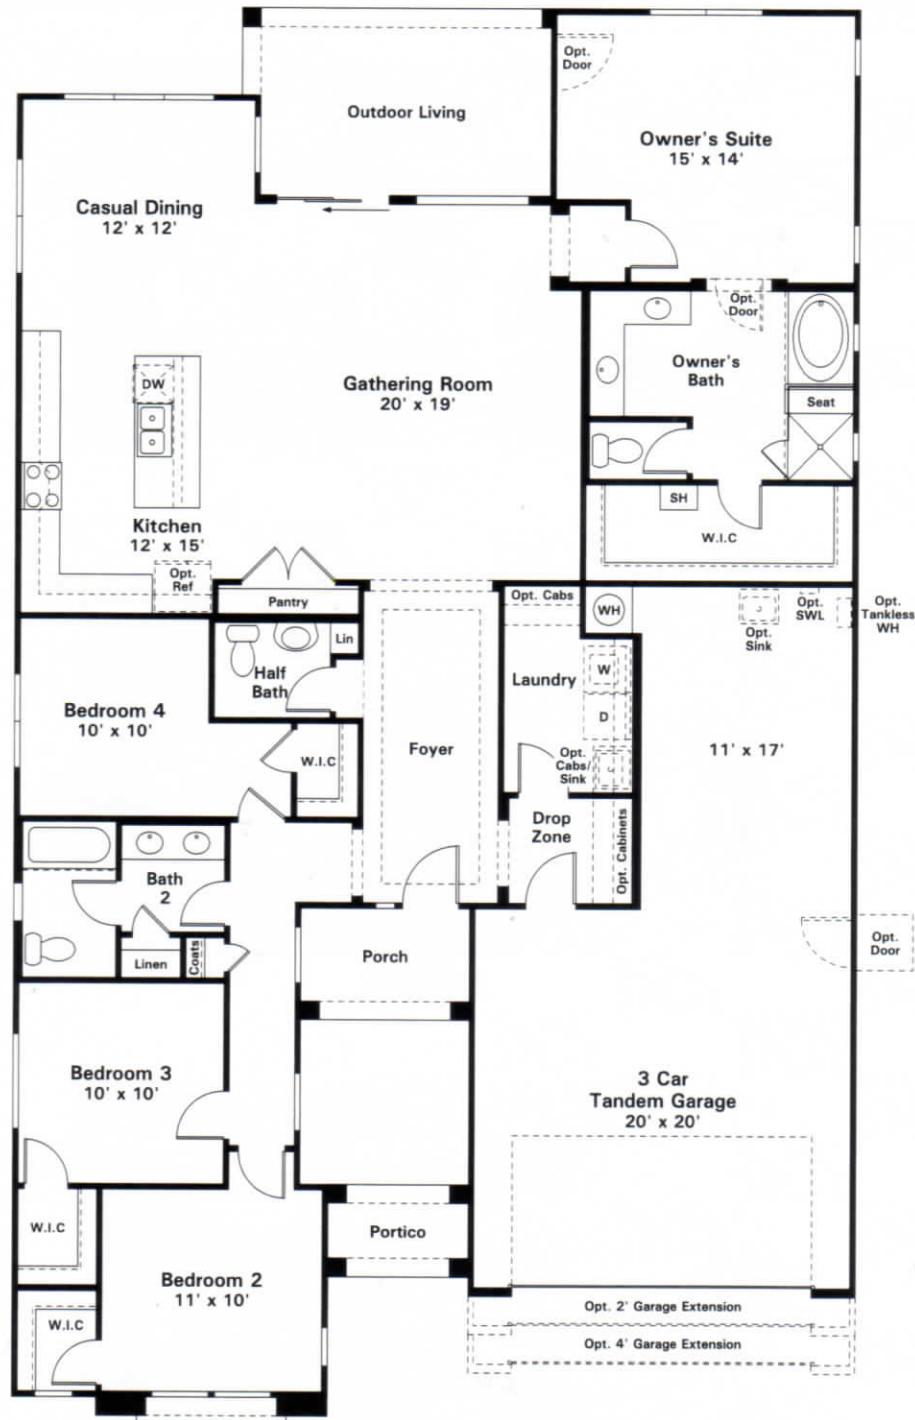 Opt.
Door
Outdoor Living
Owner's Suite
15' x 14'
Casual Dining
12' x 12'
Opt.
Door
Owner's
Bath
DW
Gathering Room
20' x 19'
Seat
SH
Kitchen
12' x 15'
W.I.C
Opt.
Ref
Pantry
Opt. Cabs
WH
Opt.
Sink
Opt.
SWL
Opt.
Tankless
WH
Lin
Half
Bath
Laundry
W
Bedroom 4
10' x 10'
D
Foyer
11' x 17'
W.I.C
Opt.
Cabs/
Sink
Drop
Zone
Opt. Cabinets
Bath
2
Linen
Coats
Porch
Opt.
Door
Bedroom 3
10' x 10'
3 Car
Tandem Garage
20' x 20'
W.I.C
Portico
Bedroom 2
11' x 10'
W.I.C
Opt. 2' Garage Extension
Opt. 4' Garage Extension